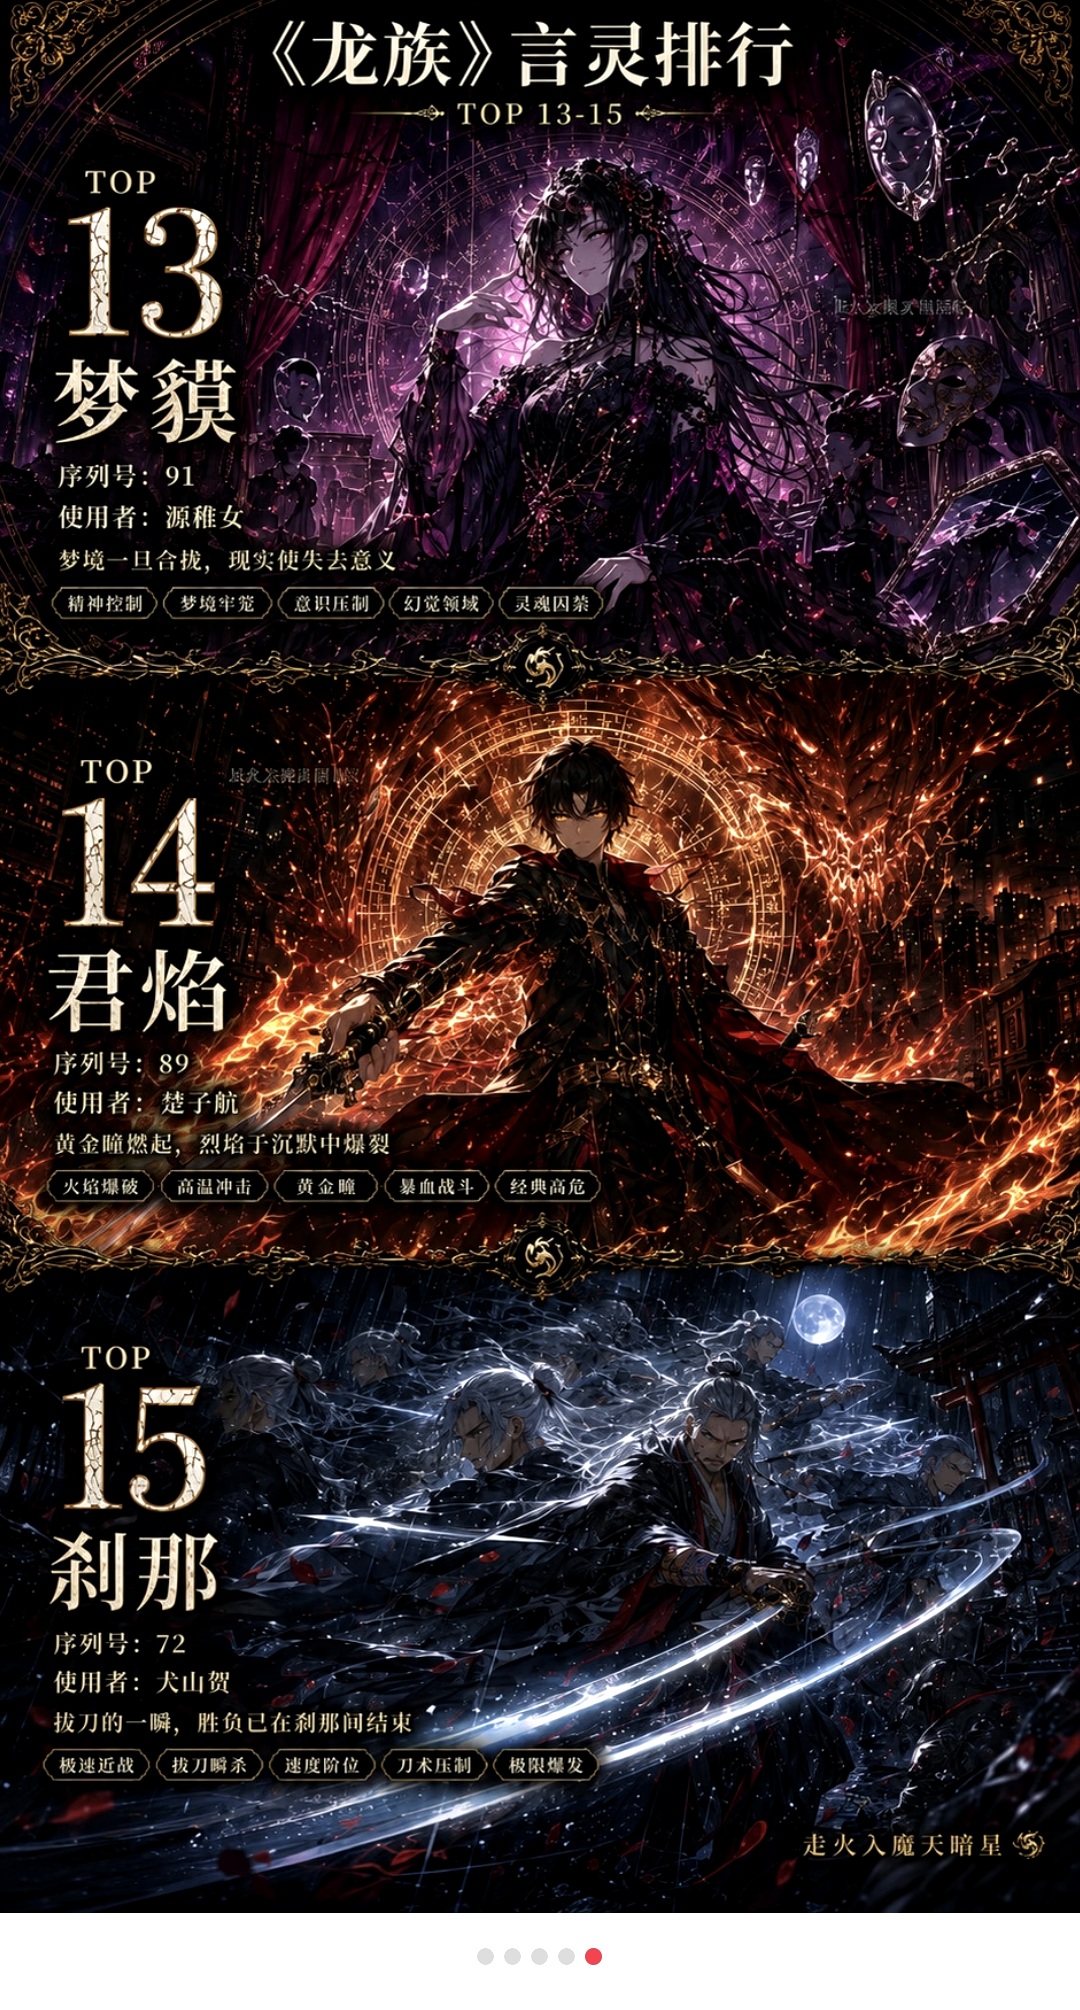 《龙族》言灵排行
TOP 13-15
TOP
13
梦貘
序列号：91
使用者：源稚女
梦境一旦合拢，现实使失去意义
精神控制 梦境牢笼 意识压制 幻觉领域 灵魂囚禁
TOP
14
君焰
序列号：89
使用者：楚子航
黄金瞳燃起，烈焰于沉默中爆裂
火焰爆破 高温冲击 黄金瞳 暴血战斗 经典高危
TOP
15
刹那
序列号：72
使用者：犬山贺
拔刀的一瞬，胜负已在刹那间结束
极速近战 拔刀瞬杀 速度阶位 刀术压制 极限爆发
走火入魔天暗星